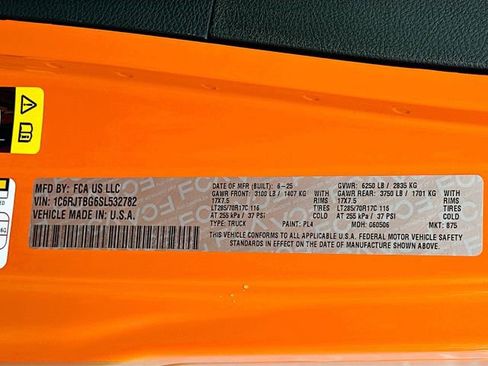 MFD BY: FCA US LLC
VIN: 1C6RJTBG6SL532782
VEHICLE MADE IN U.S.A.
DATE OF MFR (BUILT): 6-25 GVWR: 6250 LB / 2835 KG
GAWR FRONT: 3100 LB / 1407 KG WITH GAWR REAR: 3750 LB / 1701 KG WITH
17X7.5 RIMS 17X7.5 RIMS
LT285/70R17C 116 TIRES LT285/70R17C 116 TIRES
AT 255 kPa / 37 PSI COLD AT 255 kPa / 37 PSI COLD
TYPE: TRUCK PAINT: PL4 MDH: 060506 MKT: 875
THIS VEHICLE CONFORMS TO ALL APPLICABLE U.S.A. FEDERAL MOTOR VEHICLE SAFETY
STANDARDS IN EFFECT ON THE DATE OF MANUFACTURE SHOWN ABOVE.